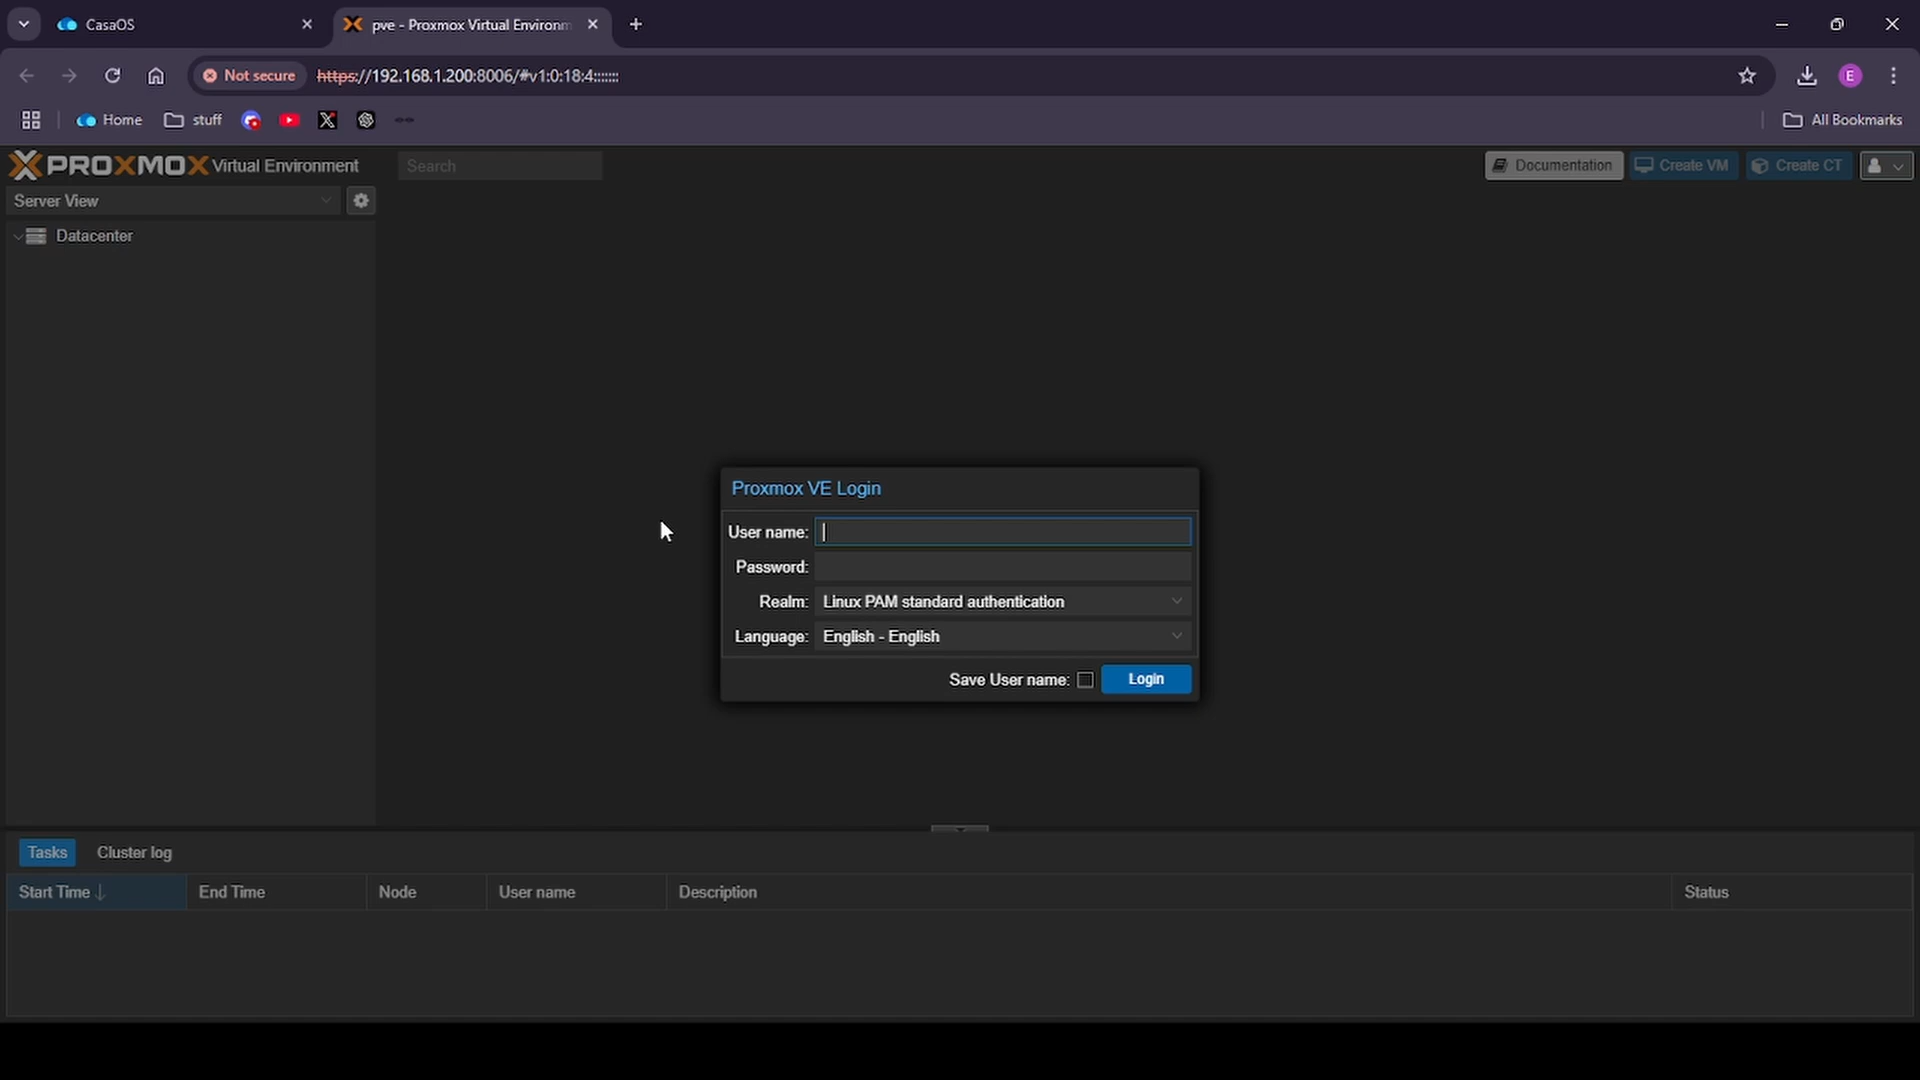 CasaOS
pve - Proxmox Virtual Environm
Not secure https://192.168.1.200:8006/#v1:0:18:4:::::::
E
Home stuff All Bookmarks
PROXMOX Virtual Environment Search Documentation Create VM Create CT
Server View
Datacenter
Proxmox VE Login
User name:
Password:
Realm: Linux PAM standard authentication
Language: English - English
Save User name: Login
Tasks Cluster log
Start Time End Time Node User name Description Status